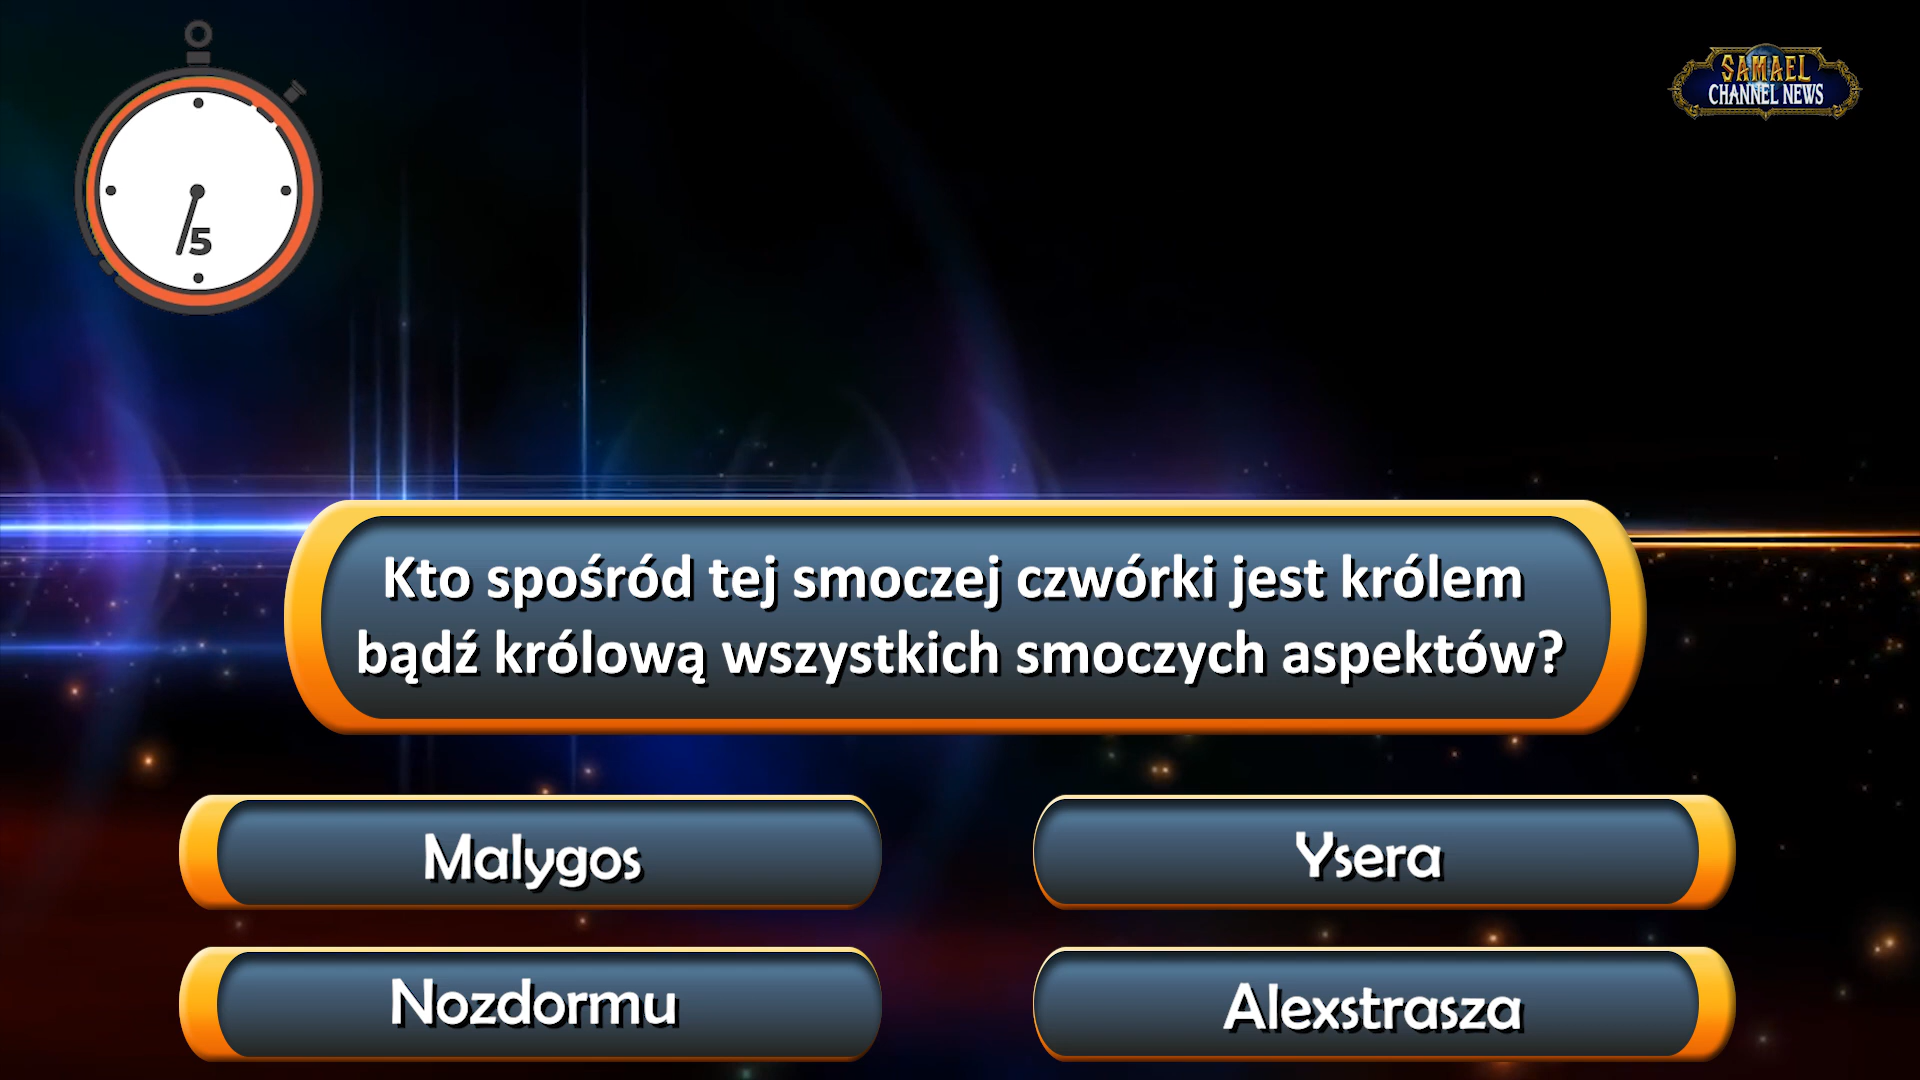 SAMAEL
CHANNEL NEWS
5
Kto spośród tej smoczej czwórki jest królem
bądź królową wszystkich smoczych aspektów?
Malygos
Ysera
Nozdormu
Alexstrasza